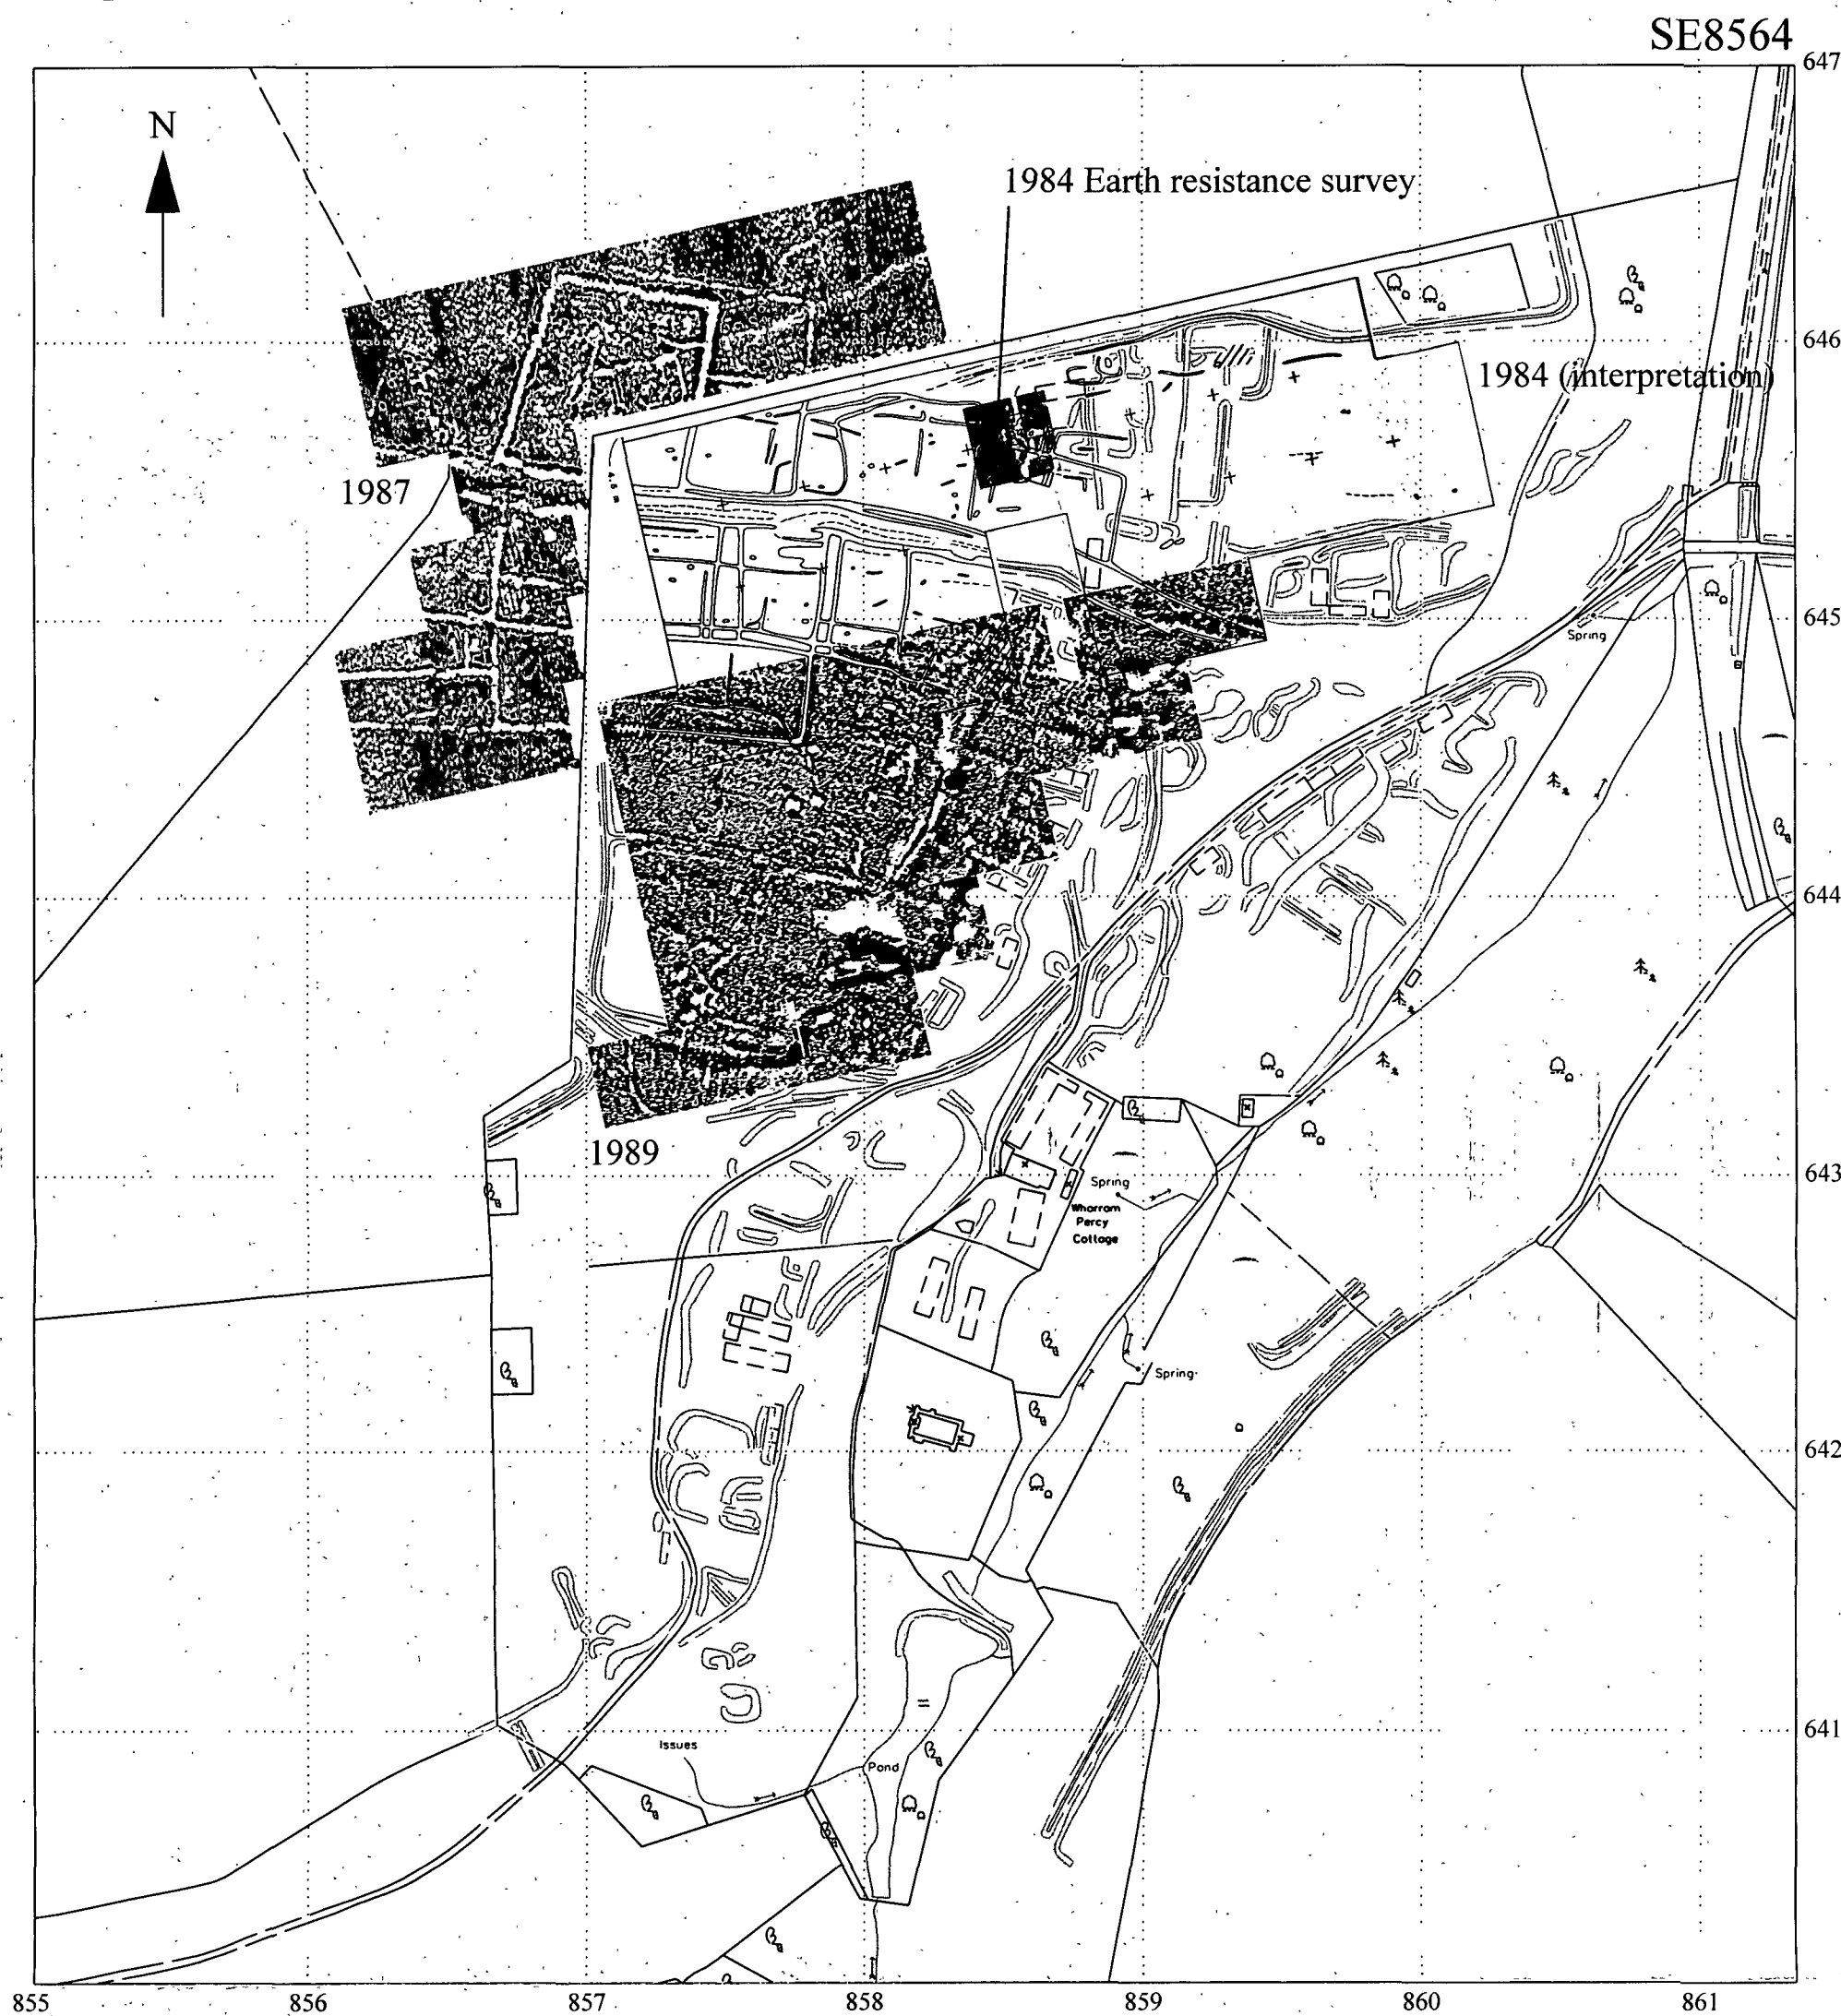 SE8564
647
N
1984 Earth resistance survey
646
1984 (interpretation)
1987
645
Spring
644
1989
643
Spring
Wharram
Percy
Cottage
Spring
642
641
Issues
Pond
855
856
857
858
859
860
861